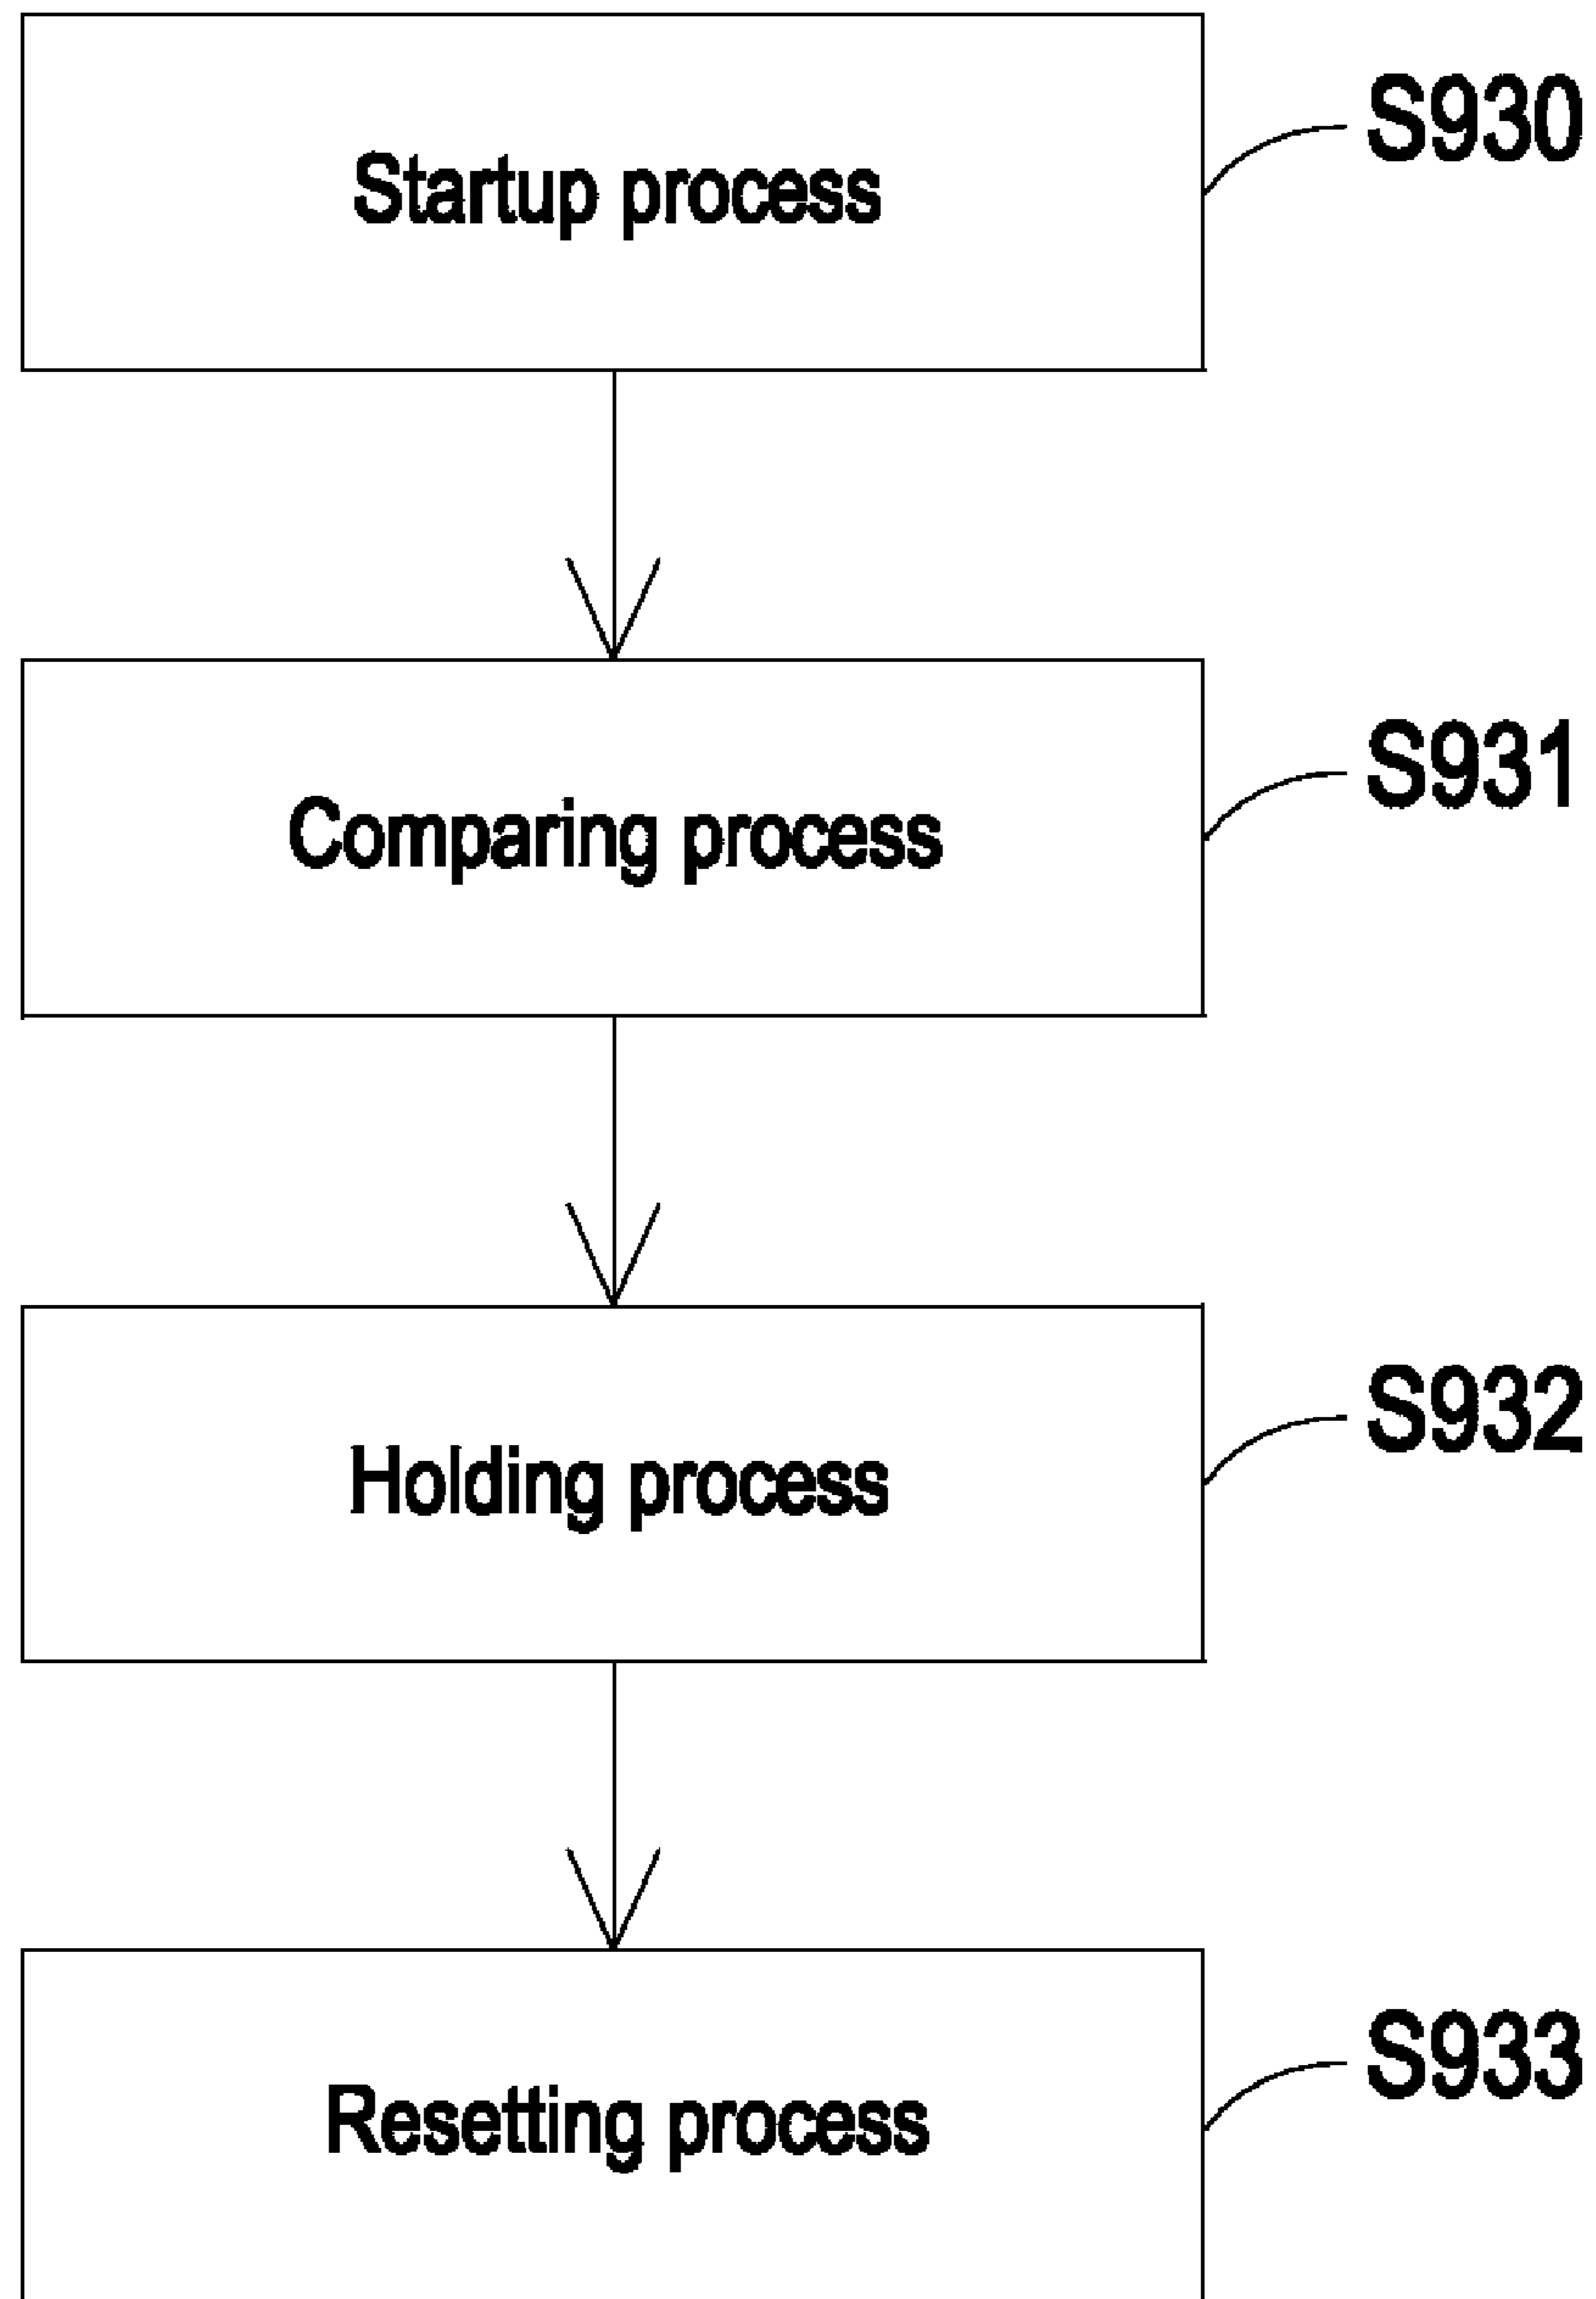 S930
Startup process
S931
Comparing process
S932
Holding process
S933
Resetting process